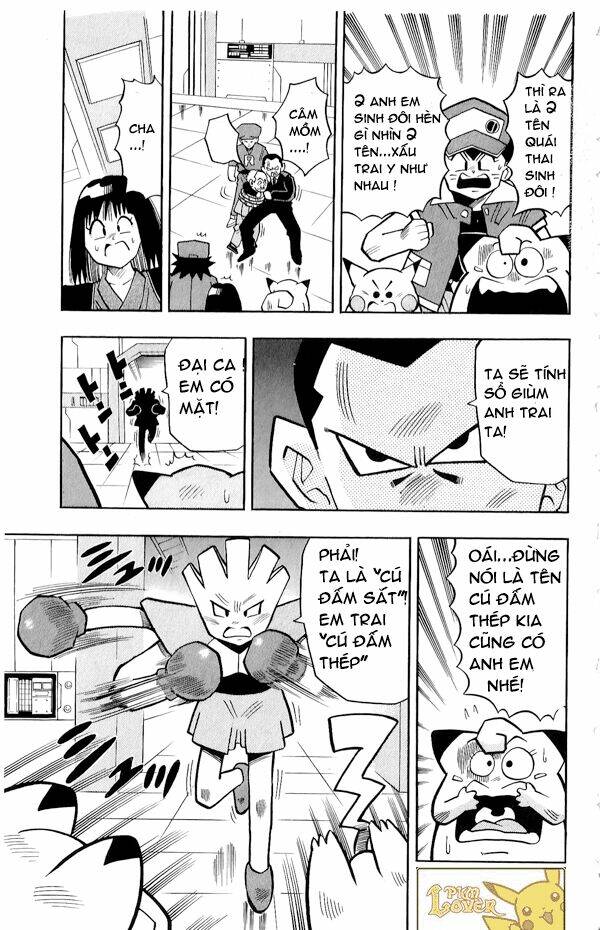 THÌ RA
LÀ 2
TÊN
QUÁI
THAI
SINH
ĐÔI!
2 ANH EM
SINH ĐÔI HÈN
GÌ NHÌN 2
TÊN...XẤU
TRAI Y NHƯ
NHAU!
CÂM
MỒM
....!
CHA
...!
TA SẼ TÍNH
SỔ GIÙM
ANH TRAI
TA!
ĐẠI CA!
EM CÓ
MẶT!
OÁI...ĐỪNG
NÓI LÀ TÊN
CÚ ĐẤM
THÉP KIA
CŨNG CÓ
ANH EM
NHÉ!
PHẢI!
TA LÀ "CÚ
ĐẤM SẮT"!
EM TRAI
"CÚ ĐẤM
THÉP"
PKM
LOVER